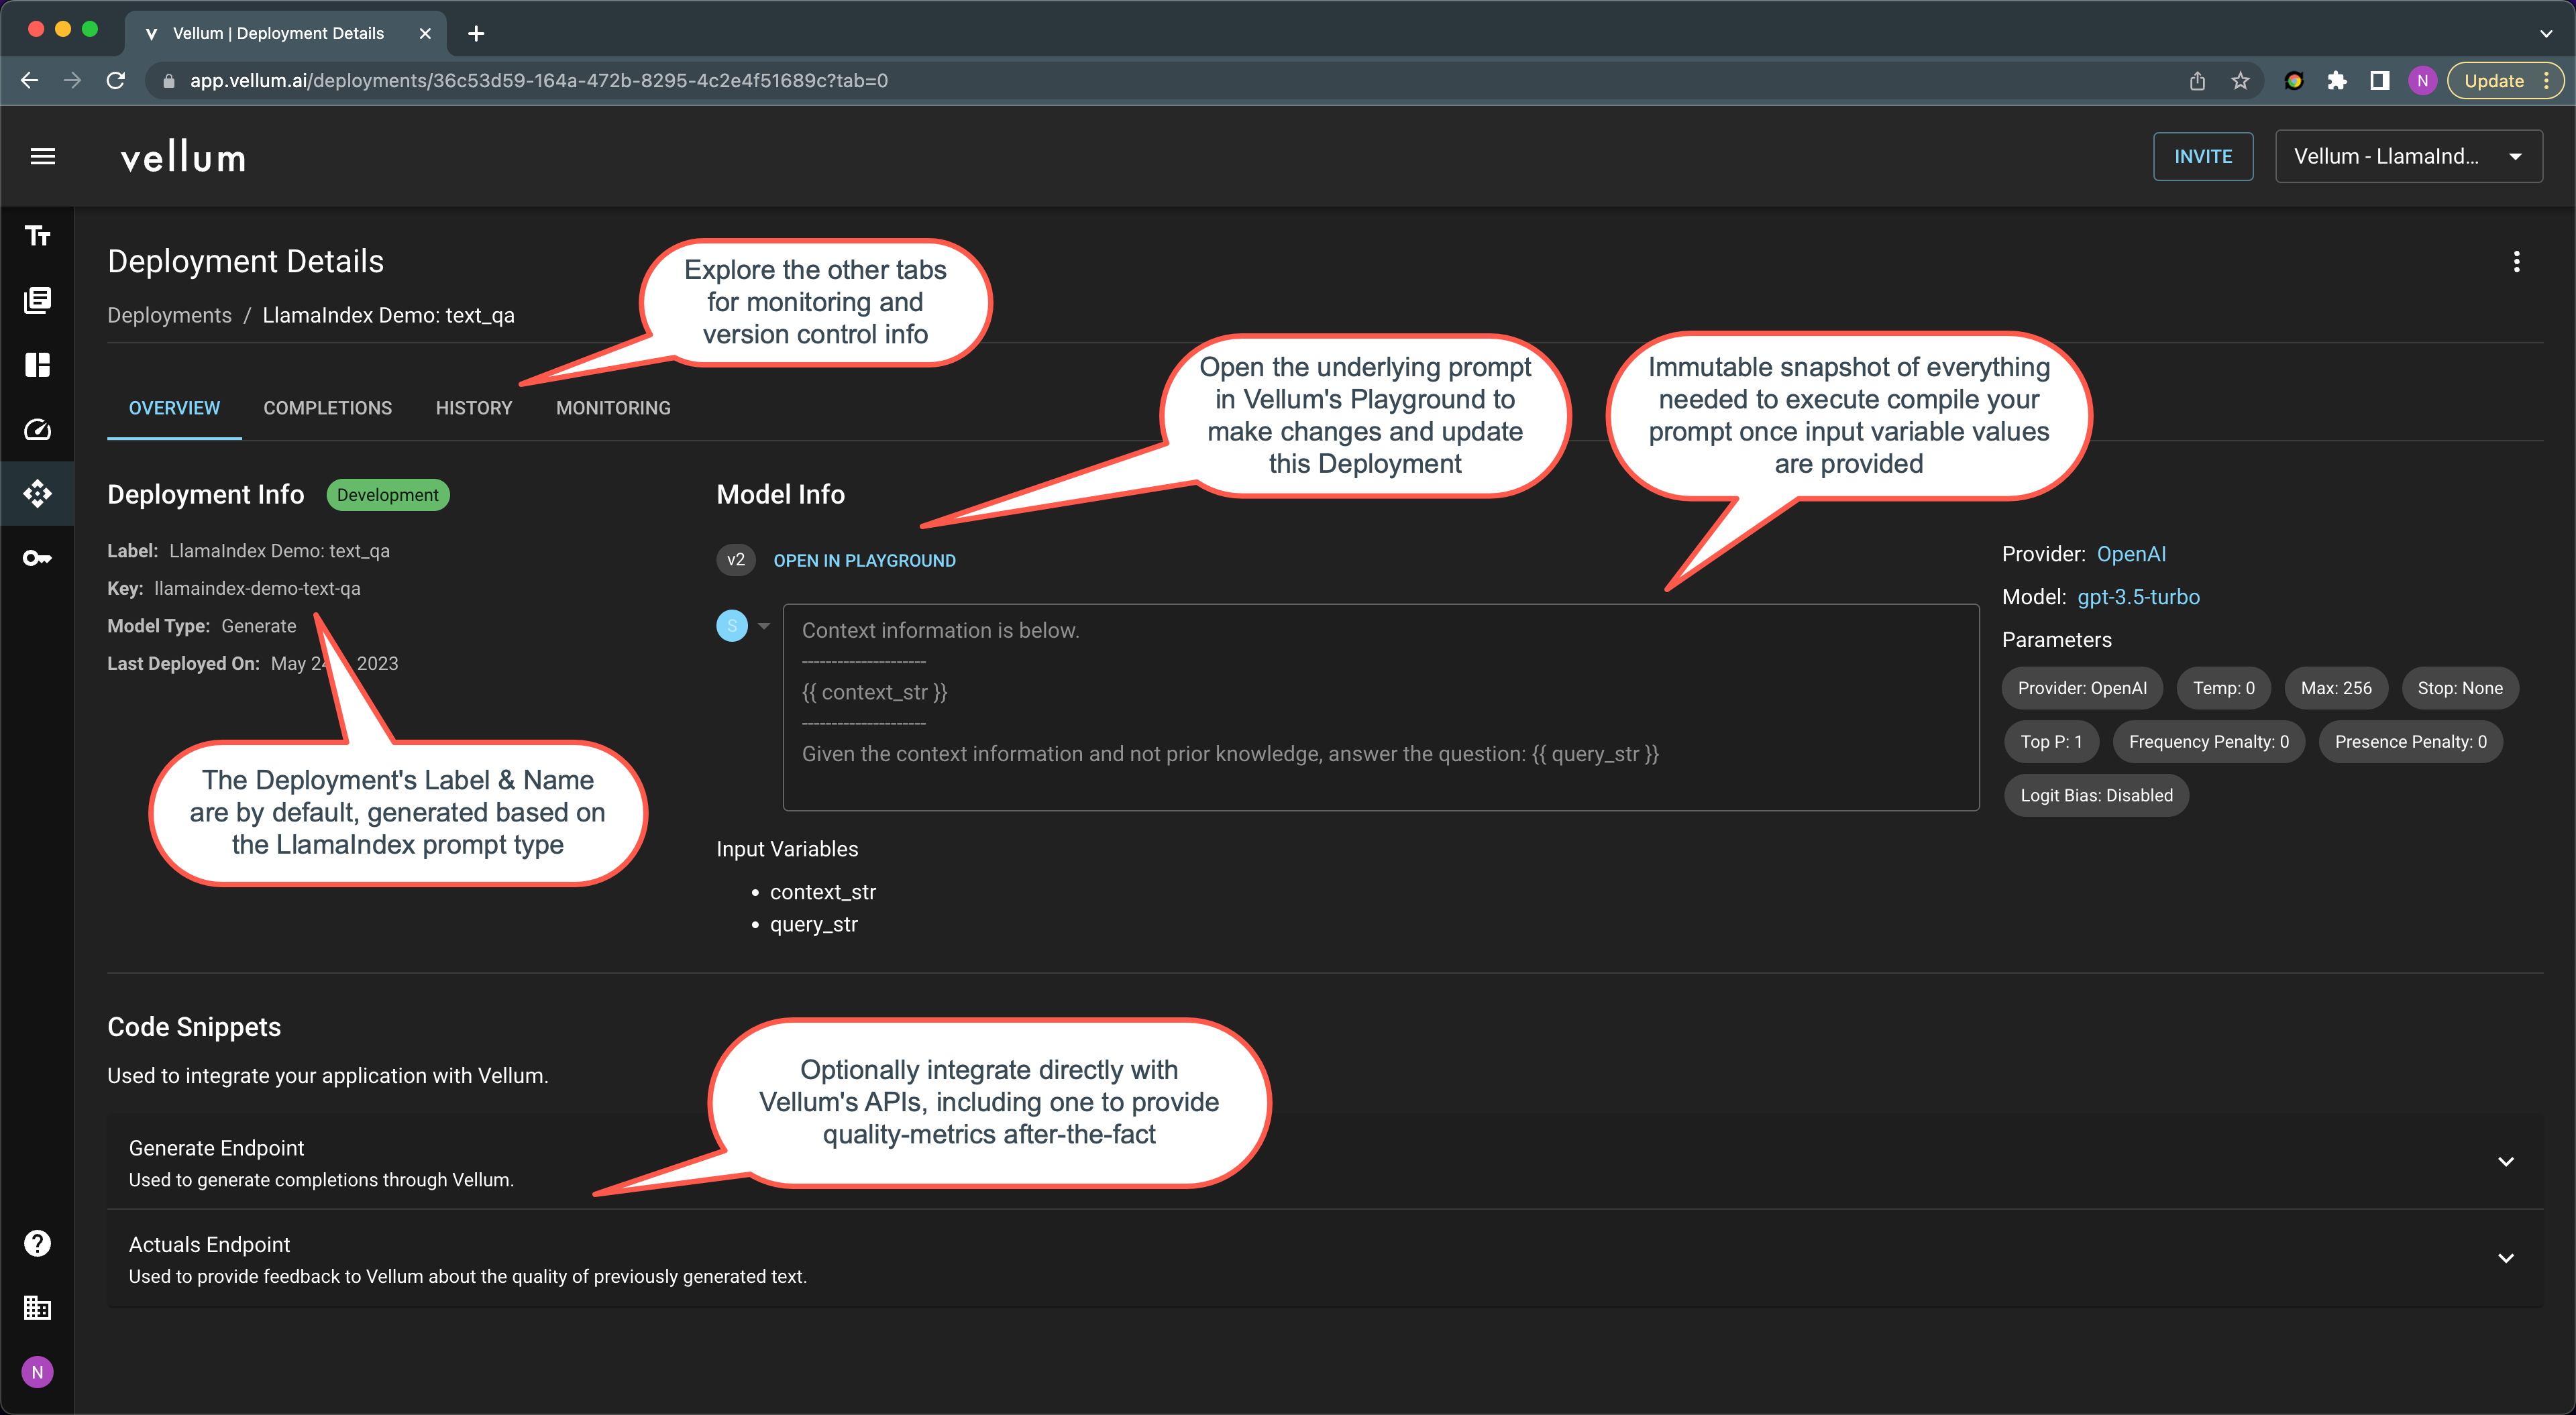 Vellum | Deployment Details
app.vellum.ai/deployments/36c53d59-164a-472b-8295-4c2e4f51689c?tab=0
N
Update
vellum
INVITE
Vellum - LlamaInd...
Deployment Details
Deployments / LlamaIndex Demo: text_qa
Explore the other tabs
for monitoring and
version control info
OVERVIEW
COMPLETIONS
HISTORY
MONITORING
Open the underlying prompt
in Vellum's Playground to
make changes and update
this Deployment
Immutable snapshot of everything
needed to execute compile your
prompt once input variable values
are provided
Deployment Info
Development
Label: LlamaIndex Demo: text_qa
Key: llamaindex-demo-text-qa
Model Type: Generate
Last Deployed On: May 24 2023
The Deployment's Label & Name
are by default, generated based on
the LlamaIndex prompt type
Model Info
v2
OPEN IN PLAYGROUND
S
Context information is below.
---------------------
{{ context_str }}
---------------------
Given the context information and not prior knowledge, answer the question: {{ query_str }}
Provider: OpenAI
Model: gpt-3.5-turbo
Parameters
Provider: OpenAI
Temp: 0
Max: 256
Stop: None
Top P: 1
Frequency Penalty: 0
Presence Penalty: 0
Logit Bias: Disabled
Input Variables
• context_str
• query_str
Code Snippets
Used to integrate your application with Vellum.
Optionally integrate directly with
Vellum's APIs, including one to provide
quality-metrics after-the-fact
Generate Endpoint
Used to generate completions through Vellum.
Actuals Endpoint
Used to provide feedback to Vellum about the quality of previously generated text.
N